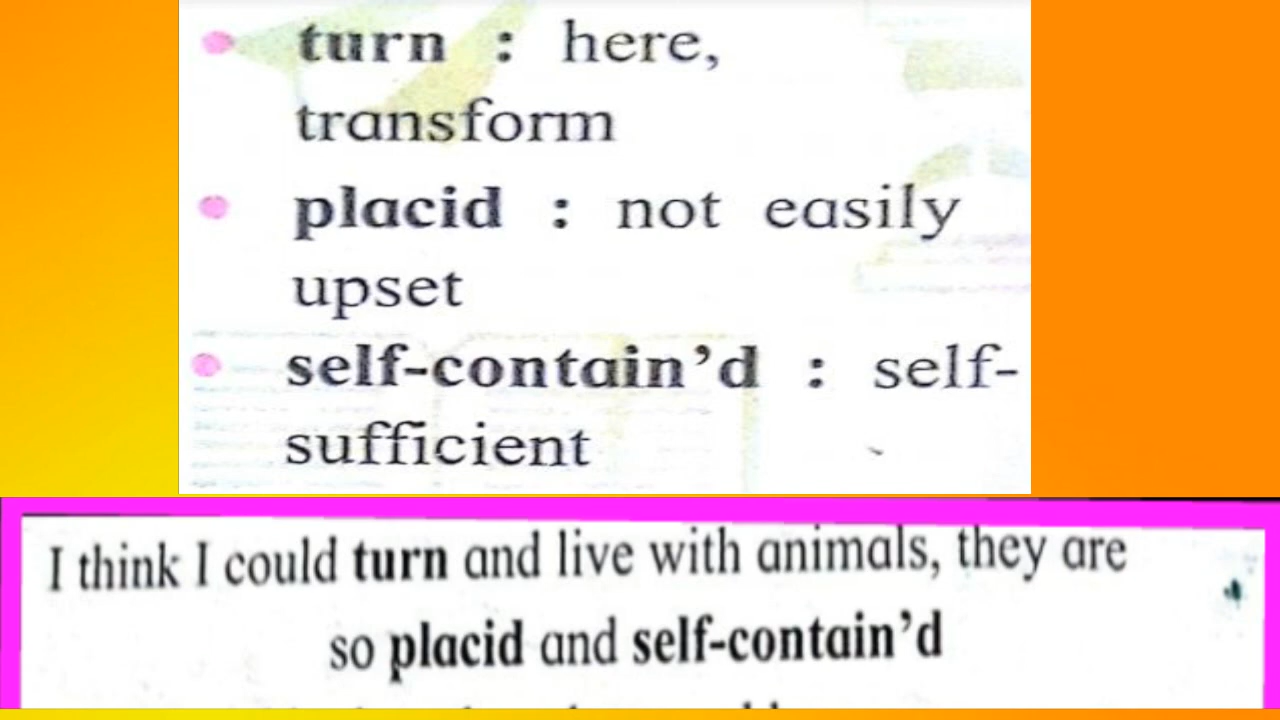 • turn : here,
transform
• placid : not easily
upset
• self-contain’d : self-
sufficient
I think I could turn and live with animals, they are
so placid and self-contain’d